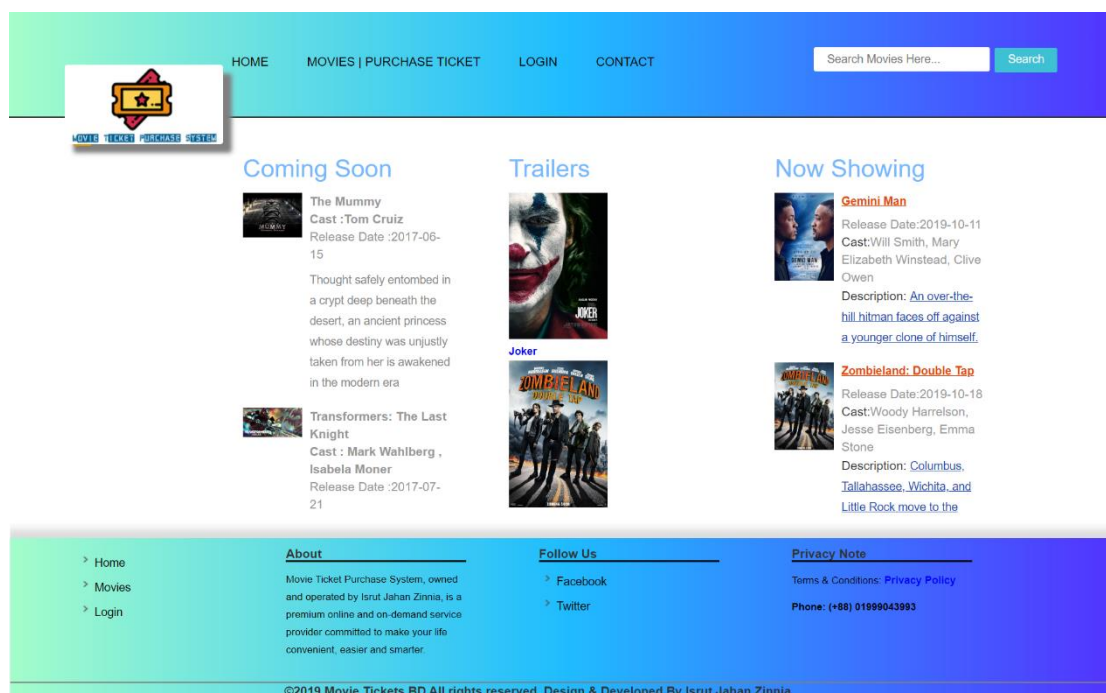 HOME MOVIES | PURCHASE TICKET LOGIN CONTACT
Search Movies Here... Search
MOVIE TICKET PURCHASE SYSTEM
Coming Soon
The Mummy
Cast :Tom Cruiz
Release Date :2017-06-
15
Thought safely entombed in
a crypt deep beneath the
desert, an ancient princess
whose destiny was unjustly
taken from her is awakened
in the modern era
Transformers: The Last
Knight
Cast : Mark Wahlberg ,
Isabela Moner
Release Date :2017-07-
21
Trailers
JOKER
Joker
ZOMBIELAND
DOUBLE TAP
Now Showing
GEMINI MAN
Gemini Man
Release Date:2019-10-11
Cast:Will Smith, Mary
Elizabeth Winstead, Clive
Owen
Description: An over-the-
hill hitman faces off against
a younger clone of himself.
ZOMBIELAND
DOUBLE TAP
Zombieland: Double Tap
Release Date:2019-10-18
Cast:Woody Harrelson,
Jesse Eisenberg, Emma
Stone
Description: Columbus,
Tallahassee, Wichita, and
Little Rock move to the
Home
Movies
Login
About
Movie Ticket Purchase System, owned
and operated by Isrut Jahan Zinnia, is a
premium online and on-demand service
provider committed to make your life
convenient, easier and smarter.
Follow Us
Facebook
Twitter
Privacy Note
Terms & Conditions: Privacy Policy
Phone: (+88) 01999043993
©2019 Movie Tickets BD All rights reserved. Design & Developed By Isrut Jahan Zinnia